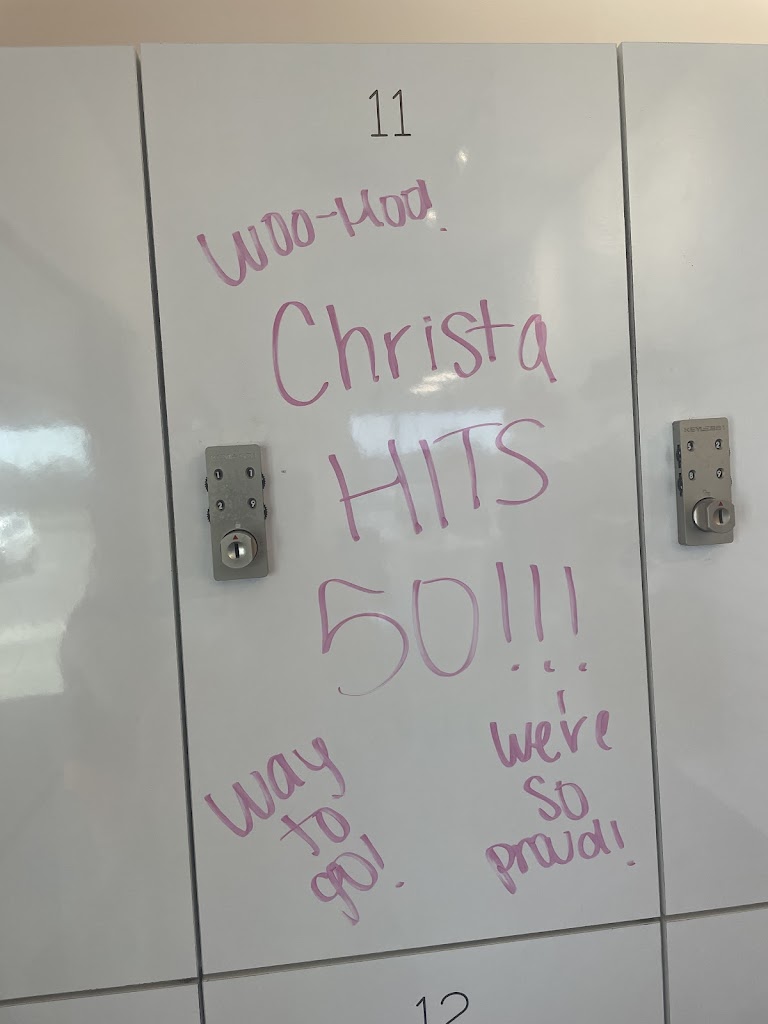 11
Woo-Hoo!
Christa
HITS
50!!!
way
to
go!
we're
so
proud!
12